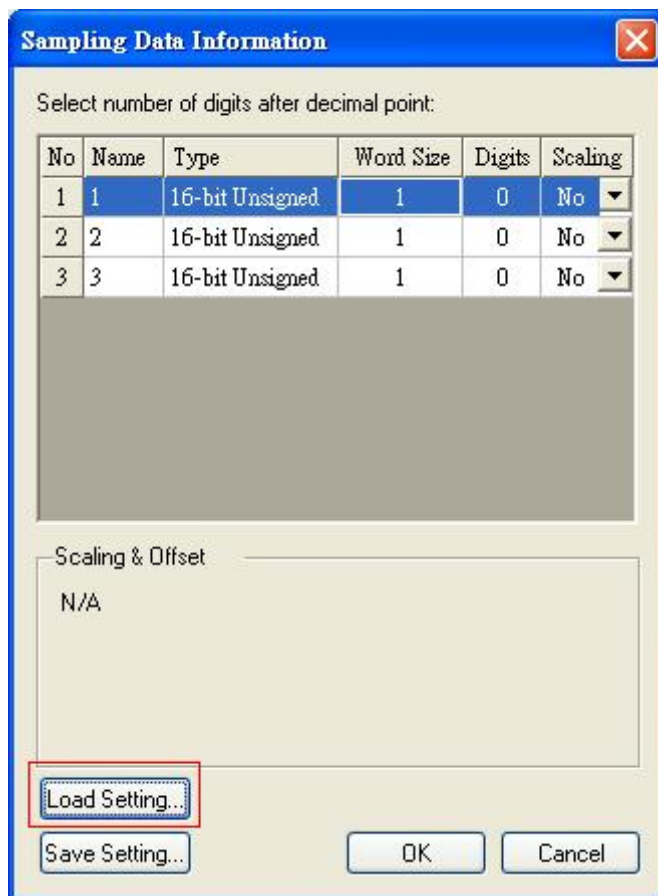 Sampling Data Information
Select number of digits after decimal point:
No Name Type Word Size Digits Scaling
1 1 16-bit Unsigned 1 0 No
2 2 16-bit Unsigned 1 0 No
3 3 16-bit Unsigned 1 0 No
Scaling & Offset
N/A
Load Setting...
Save Setting... OK Cancel